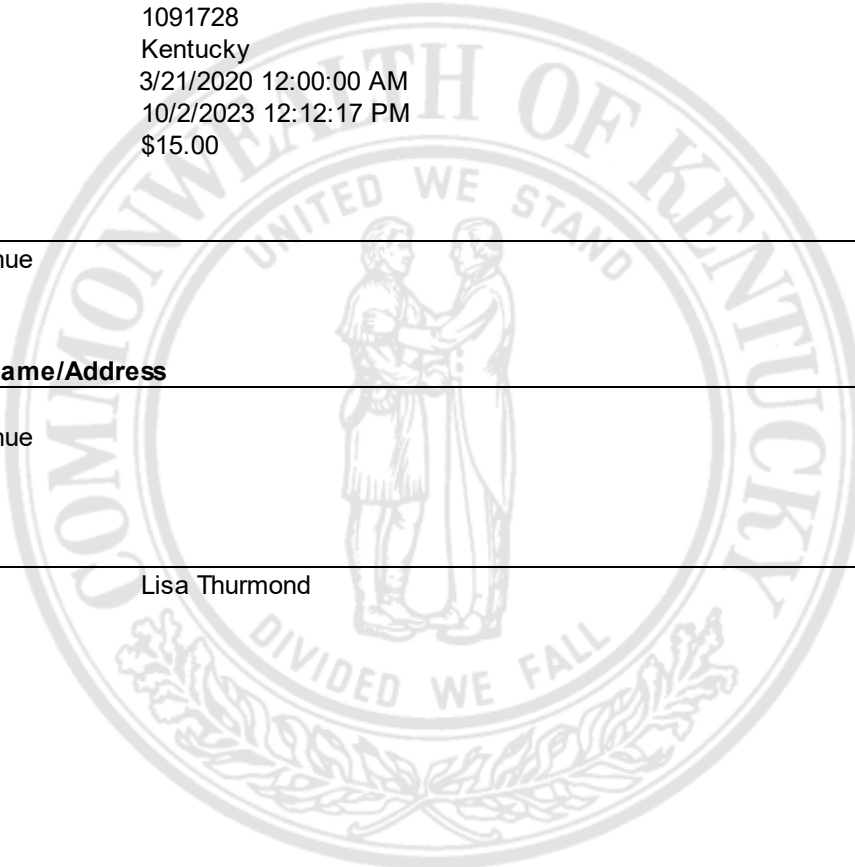 1091728
Kentucky
3/21/2020 12:00:00 AM
10/2/2023 12:12:17 PM
$15.00
COMMONWEALTH OF KENTUCKY
UNITED WE STAND
nue
ame/Address
nue
Lisa Thurmond
DIVIDED WE FALL